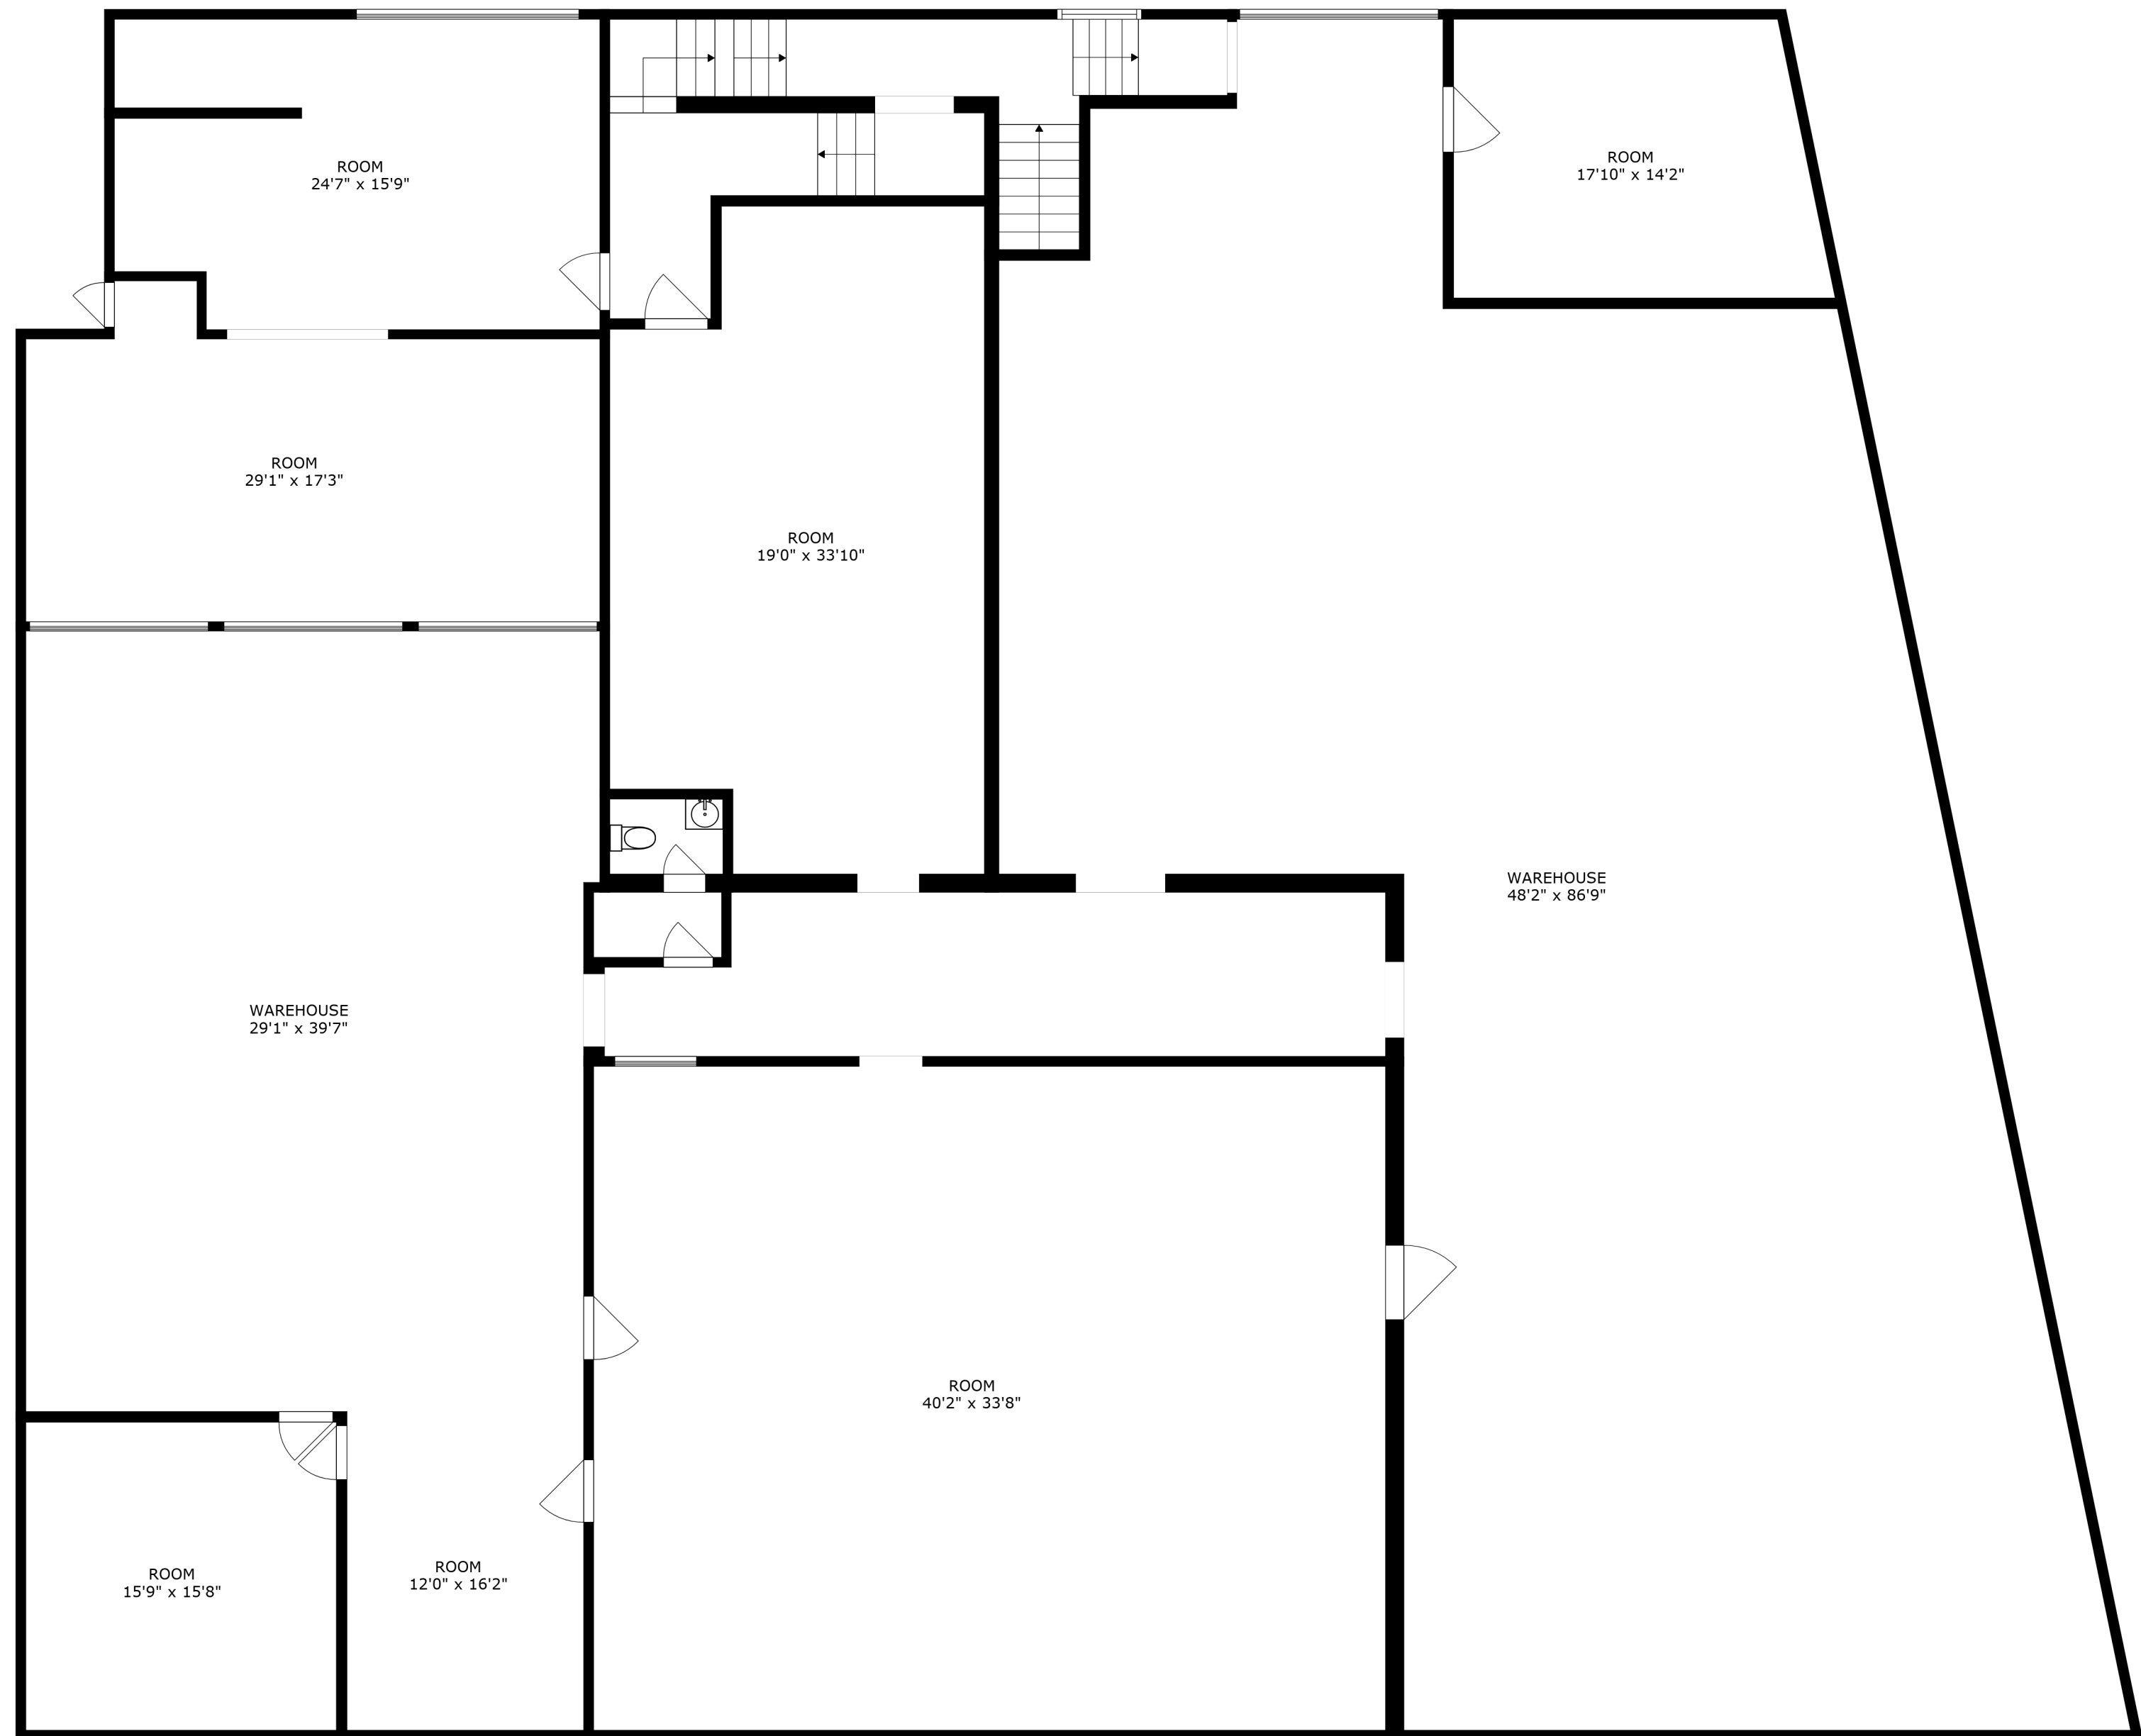 ROOM
24'7" x 15'9"
ROOM
17'10" x 14'2"
ROOM
29'1" x 17'3"
ROOM
19'0" x 33'10"
WAREHOUSE
48'2" x 86'9"
WAREHOUSE
29'1" x 39'7"
ROOM
40'2" x 33'8"
ROOM
15'9" x 15'8"
ROOM
12'0" x 16'2"